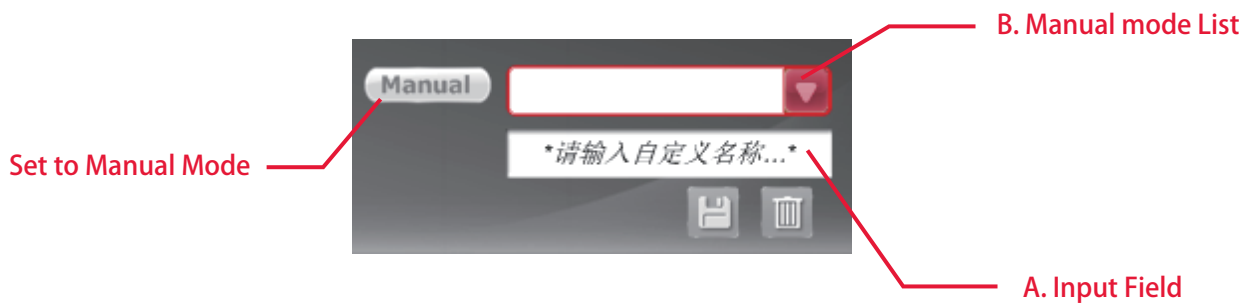 B. Manual mode List
Manual
*请输入自定义名称...*
Set to Manual Mode
A. Input Field